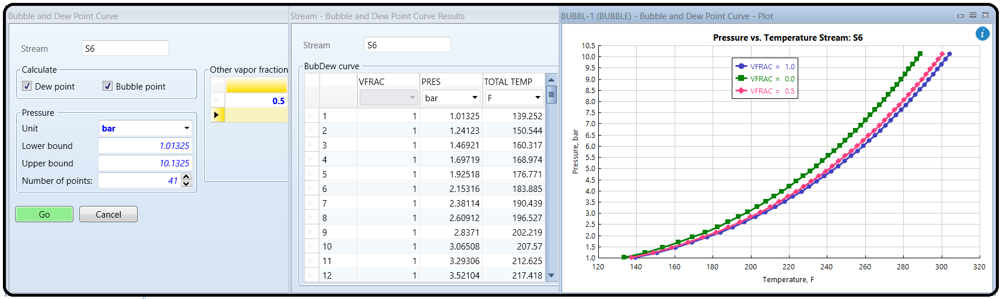 Bubble and Dew Point Curve
Stream S6
Calculate
Dew point Bubble point
Pressure
Unit bar
Lower bound 1.01325
Upper bound 10.1325
Number of points: 41
Go Cancel
Other vapor fraction
0.5
Stream - Bubble and Dew Point Curve Results
Stream S6
BubDew curve
VFRAC PRES TOTAL TEMP
bar F
1 1 1.01325 139.252
2 1 1.24123 150.544
3 1 1.46921 160.317
4 1 1.69719 168.974
5 1 1.92518 176.771
6 1 2.15316 183.885
7 1 2.38114 190.439
8 1 2.60912 196.527
9 1 2.8371 202.219
10 1 3.06508 207.57
11 1 3.29306 212.625
12 1 3.52104 217.418
BUBBL-1 (BUBBLE) - Bubble and Dew Point Curve - Plot
i
Pressure vs. Temperature Stream: S6
VFRAC = 1.0
VFRAC = 0.0
VFRAC = 0.5
Pressure, bar
10.5
10.0
9.5
9.0
8.5
8.0
7.5
7.0
6.5
6.0
5.5
5.0
4.5
4.0
3.5
3.0
2.5
2.0
1.5
1.0
120 140 160 180 200 220 240 260 280 300 320
Temperature, F